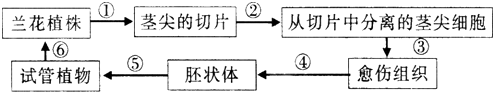 兰花植株 ① 茎尖的切片 ② 从切片中分离的茎尖细胞
⑥ ③
试管植物 ⑤ 胚状体 ④ 愈伤组织